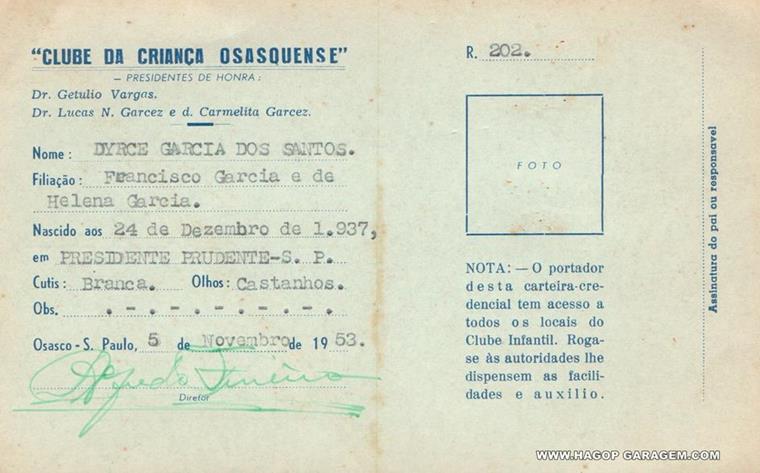 "CLUBE DA CRIANÇA OSASQUENSE"
— PRESIDENTES DE HONRA:
Dr. Getulio Vargas.
Dr. Lucas N. Garcez e d. Carmelita Garcez.
Nome: DYRCE GARCIA DOS SANTOS.
Filiação: Francisco Garcia e de
Helena Garcia.
Nascido aos 24 de Dezembro de 1.937,
em PRESIDENTE PRUDENTE-S. P.
Cutis: Branca. Olhos: Castanhos.
Obs. . - . - . - . - . - .
Osasco - S. Paulo, 5 de Novembro de 1953.
Alfredo
Diretor
R. 202.
FOTO
NOTA: — O portador
desta carteira-cre-
dencial tem acesso a
todos os locais do
Clube Infantil. Roga-
se às autoridades lhe
dispensem as facili-
dades e auxilio.
Assinatura do pai ou responsavel
WWW.HAGOP GARAGEM.COM